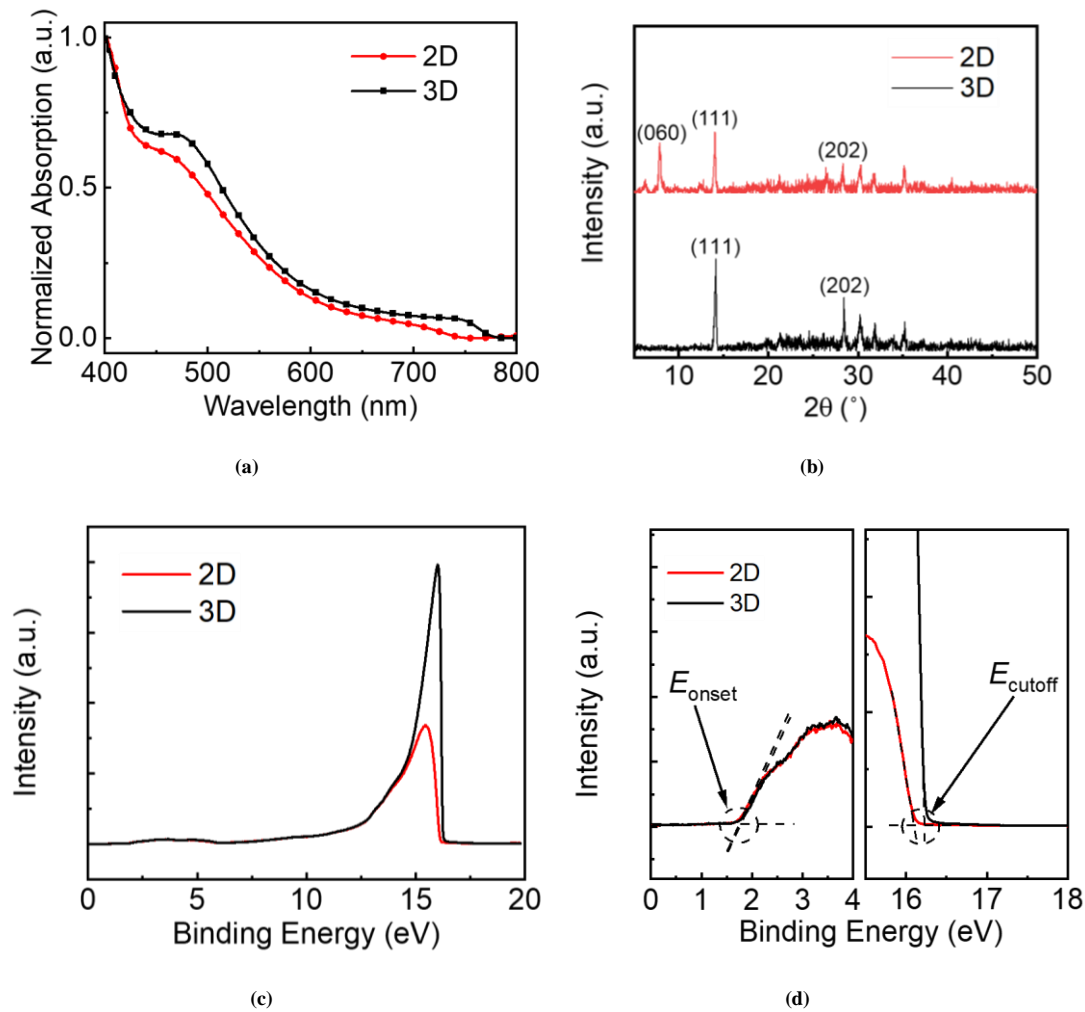 Normalized Absorption (a.u.)
1.0
0.5
0.0
2D
3D
400 500 600 700 800
Wavelength (nm)
(a)
Intensity (a.u.)
2D
3D
(060)
(111)
(202)
(111)
(202)
10 20 30 40 50
2θ (°)
(b)
Intensity (a.u.)
2D
3D
0 5 10 15 20
Binding Energy (eV)
(c)
Intensity (a.u.)
2D
3D
Eonset
Ecutoff
0 1 2 3 4 16 17 18
Binding Energy (eV)
(d)